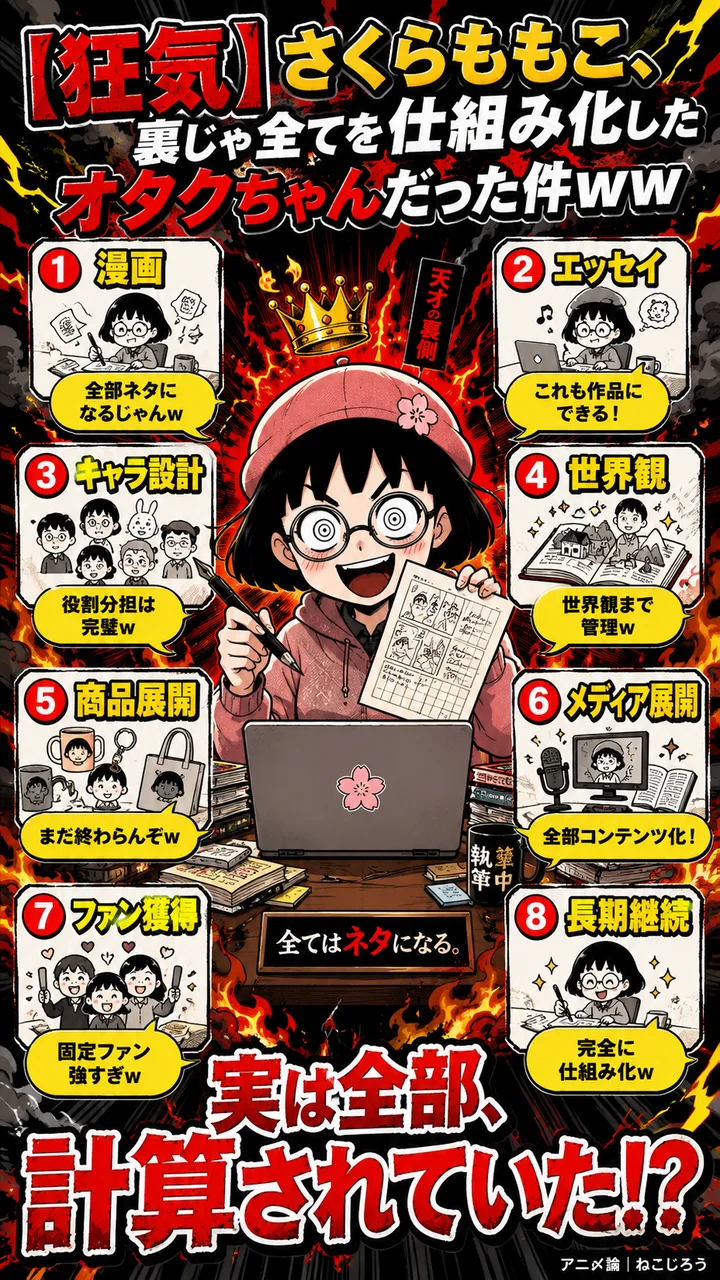 【狂気】さくらももこ、
裏じゃ全てを仕組み化した
オタクちゃんだった件ww
天才の裏側
1 漫画
全部ネタに
なるじゃんw
2 エッセイ
これも作品に
できる！
3 キャラ設計
役割分担は
完璧w
4 世界観
世界観まで
管理w
5 商品展開
まだ終わらんぞw
6 メディア展開
全部コンテンツ化！
7 ファン獲得
固定ファン
強すぎw
8 長期継続
完全に
仕組み化w
全てはネタになる。
実は全部、
計算されていた!?
アニメ論｜ねこじろう